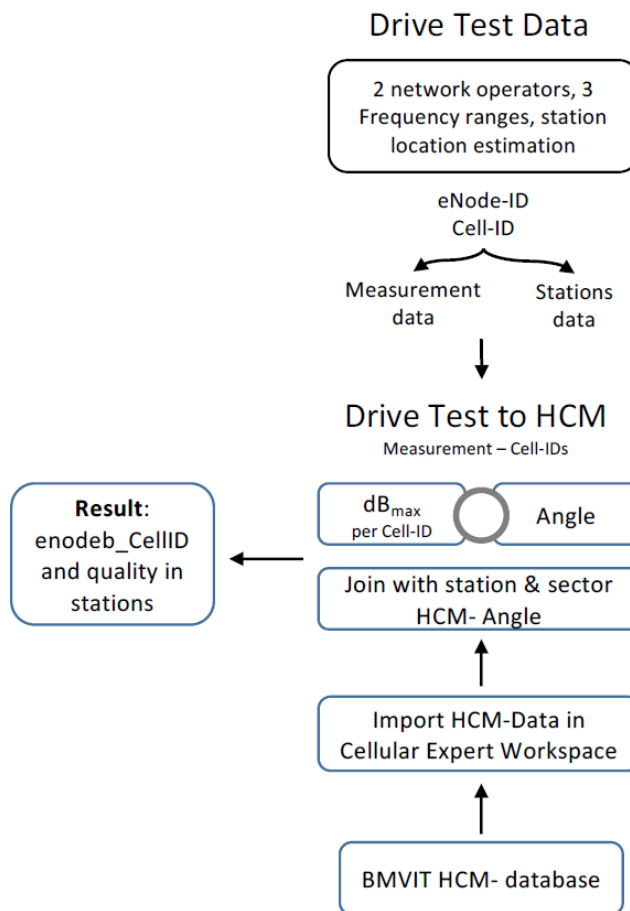 Drive Test Data
2 network operators, 3
Frequency ranges, station
location estimation
eNode-ID
Cell-ID
Measurement
data
Stations
data
Drive Test to HCM
Measurement – Cell-IDs
dBmax
per Cell-ID
Angle
Result:
enodeb_CellID
and quality in
stations
Join with station & sector
HCM- Angle
Import HCM-Data in
Cellular Expert Workspace
BMVIT HCM- database